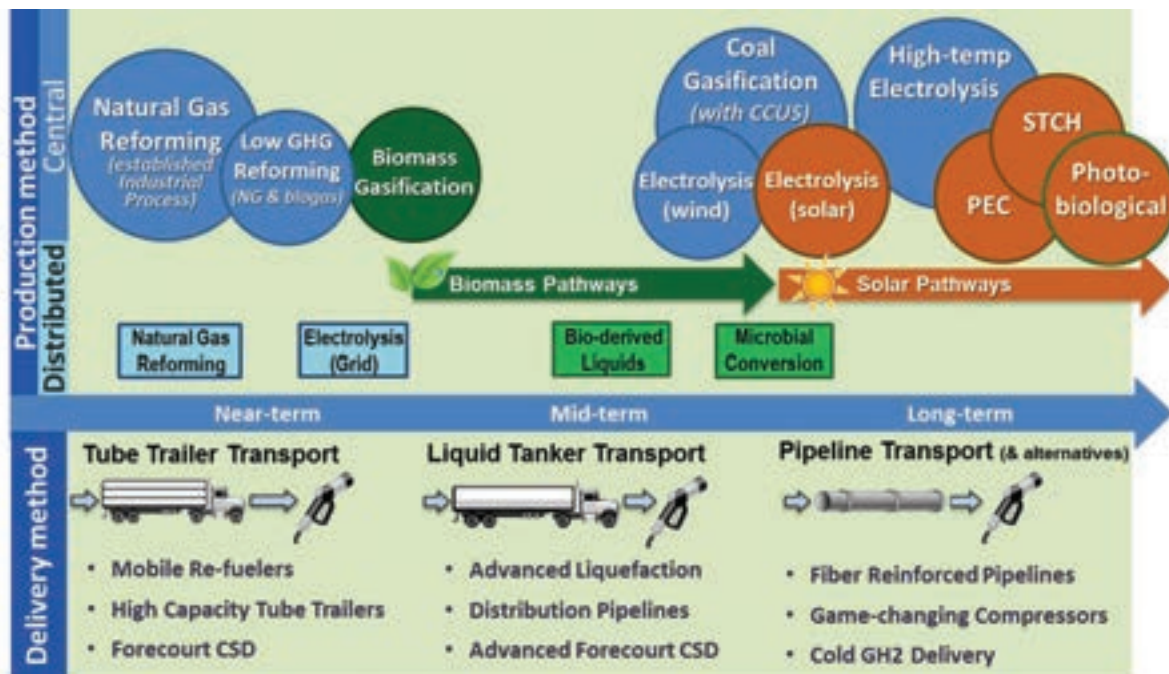 Production method
Central
Distributed
Natural Gas
Reforming
(established
Industrial
Process)
Low GHG
Reforming
(NG & biogas)
Biomass
Gasification
Coal
Gasification
(with CCUS)
Electrolysis
(wind)
Electrolysis
(solar)
High-temp
Electrolysis
STCH
PEC
Photo-
biological
Biomass Pathways
Solar Pathways
Natural Gas
Reforming
Electrolysis
(Grid)
Bio-derived
Liquids
Microbial
Conversion
Near-term
Mid-term
Long-term
Delivery method
Tube Trailer Transport
• Mobile Re-fuelers
• High Capacity Tube Trailers
• Forecourt CSD
Liquid Tanker Transport
• Advanced Liquefaction
• Distribution Pipelines
• Advanced Forecourt CSD
Pipeline Transport (& alternatives)
• Fiber Reinforced Pipelines
• Game-changing Compressors
• Cold GH2 Delivery